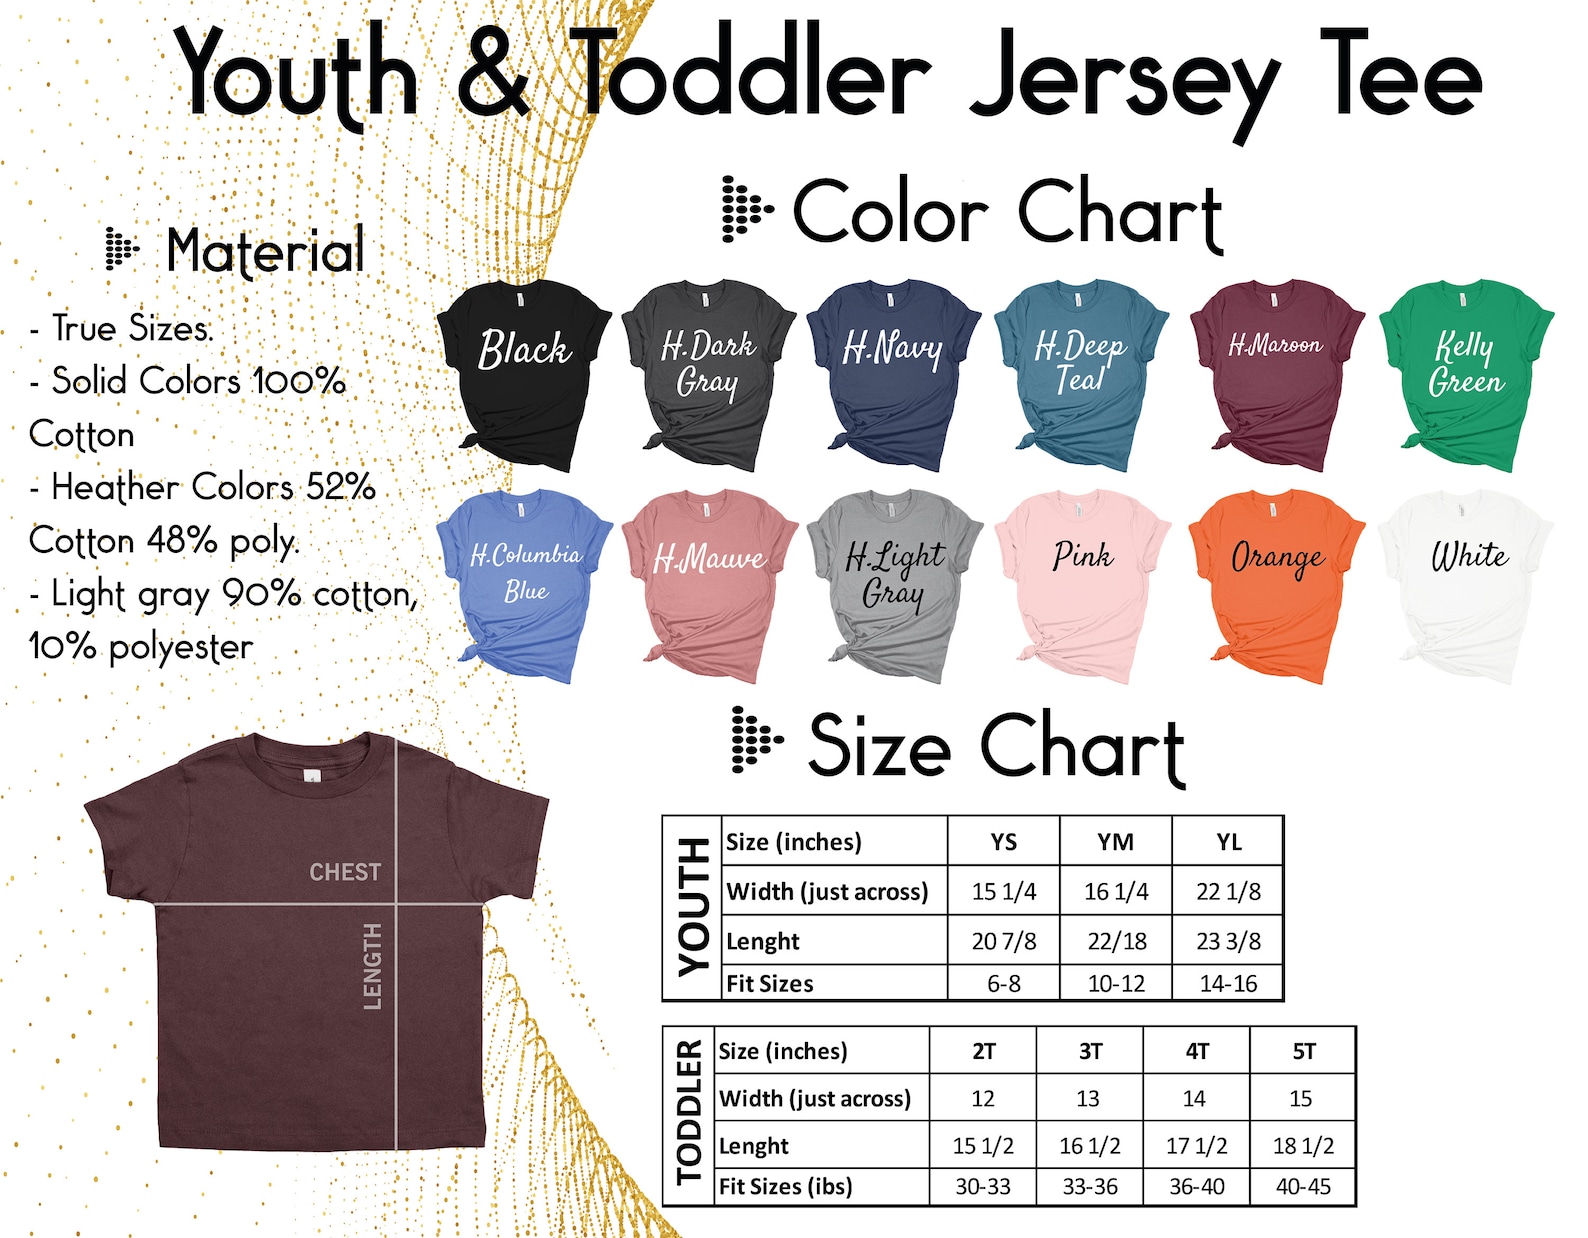 Youth & Toddler Jersey Tee
Material
- True Sizes.
- Solid Colors 100%
Cotton
- Heather Colors 52%
Cotton 48% poly.
- Light gray 90% cotton,
10% polyester
Color Chart
Black
H.Dark
Gray
H.Navy
H.Deep
Teal
H.Maroon
Kelly
Green
H.Columbia
Blue
H.Mauve
H.Light
Gray
Pink
Orange
White
CHEST
LENGTH
Size Chart
YOUTH
Size (inches) YS YM YL
Width (just across) 15 1/4 16 1/4 22 1/8
Lenght 20 7/8 22/18 23 3/8
Fit Sizes 6-8 10-12 14-16
TODDLER
Size (inches) 2T 3T 4T 5T
Width (just across) 12 13 14 15
Lenght 15 1/2 16 1/2 17 1/2 18 1/2
Fit Sizes (ibs) 30-33 33-36 36-40 40-45